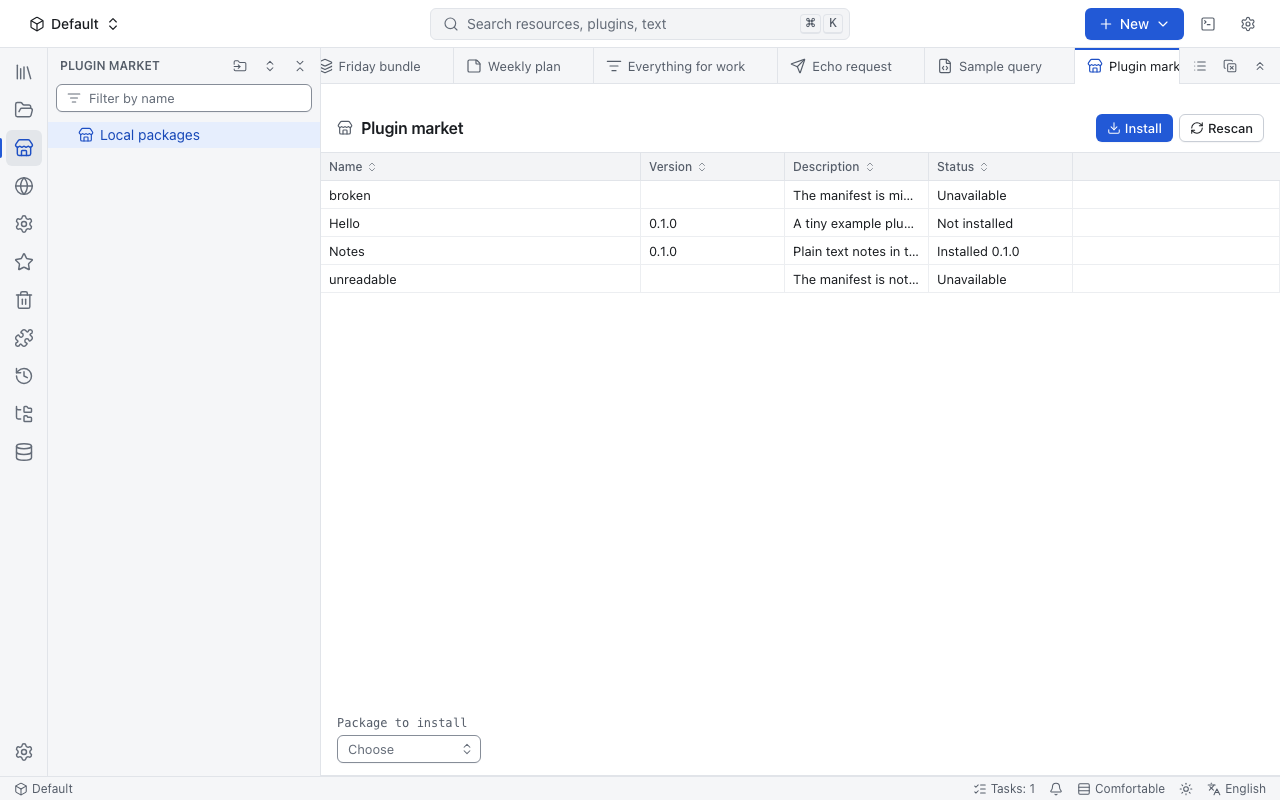 Default
Search resources, plugins, text
⌘ K
New
PLUGIN MARKET
Filter by name
Local packages
Friday bundle
Weekly plan
Everything for work
Echo request
Sample query
Plugin mark
Plugin market
Install
Rescan
Name
Version
Description
Status
broken
The manifest is mi…
Unavailable
Hello
0.1.0
A tiny example plu…
Not installed
Notes
0.1.0
Plain text notes in t…
Installed 0.1.0
unreadable
The manifest is not…
Unavailable
Package to install
Choose
Default
Tasks: 1
Comfortable
English